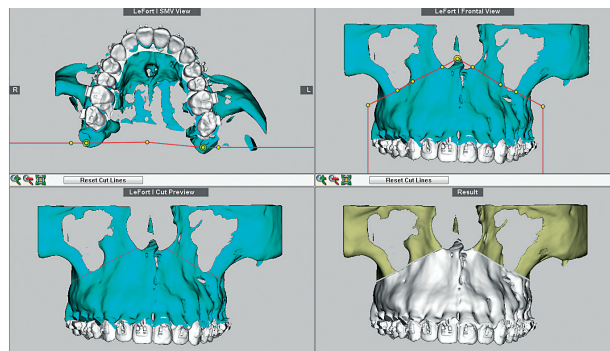 LeFort I SMV View
LeFort I Frontal View
R
L
Reset Cut Lines
Reset Cut Lines
LeFort I Cut Preview
Result